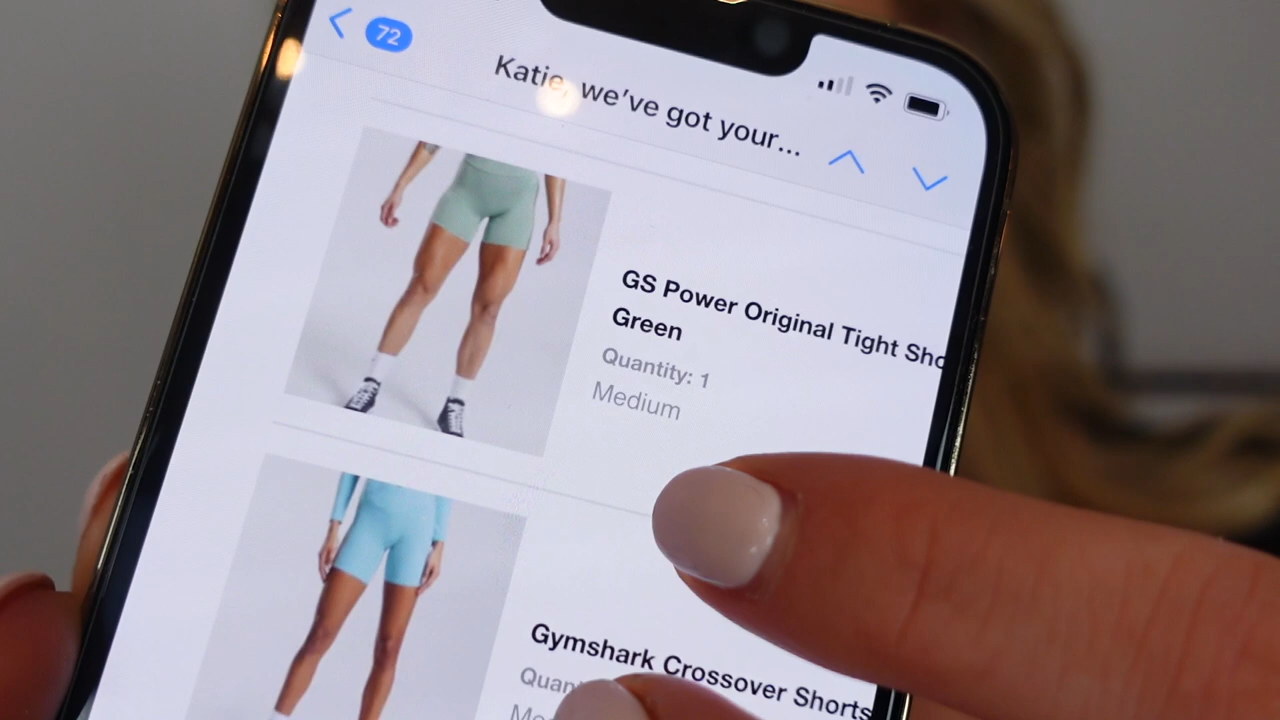 72
Katie, we've got your...
GS Power Original Tight Sho
Green
Quantity: 1
Medium
Gymshark Crossover Shorts
Quan
Me